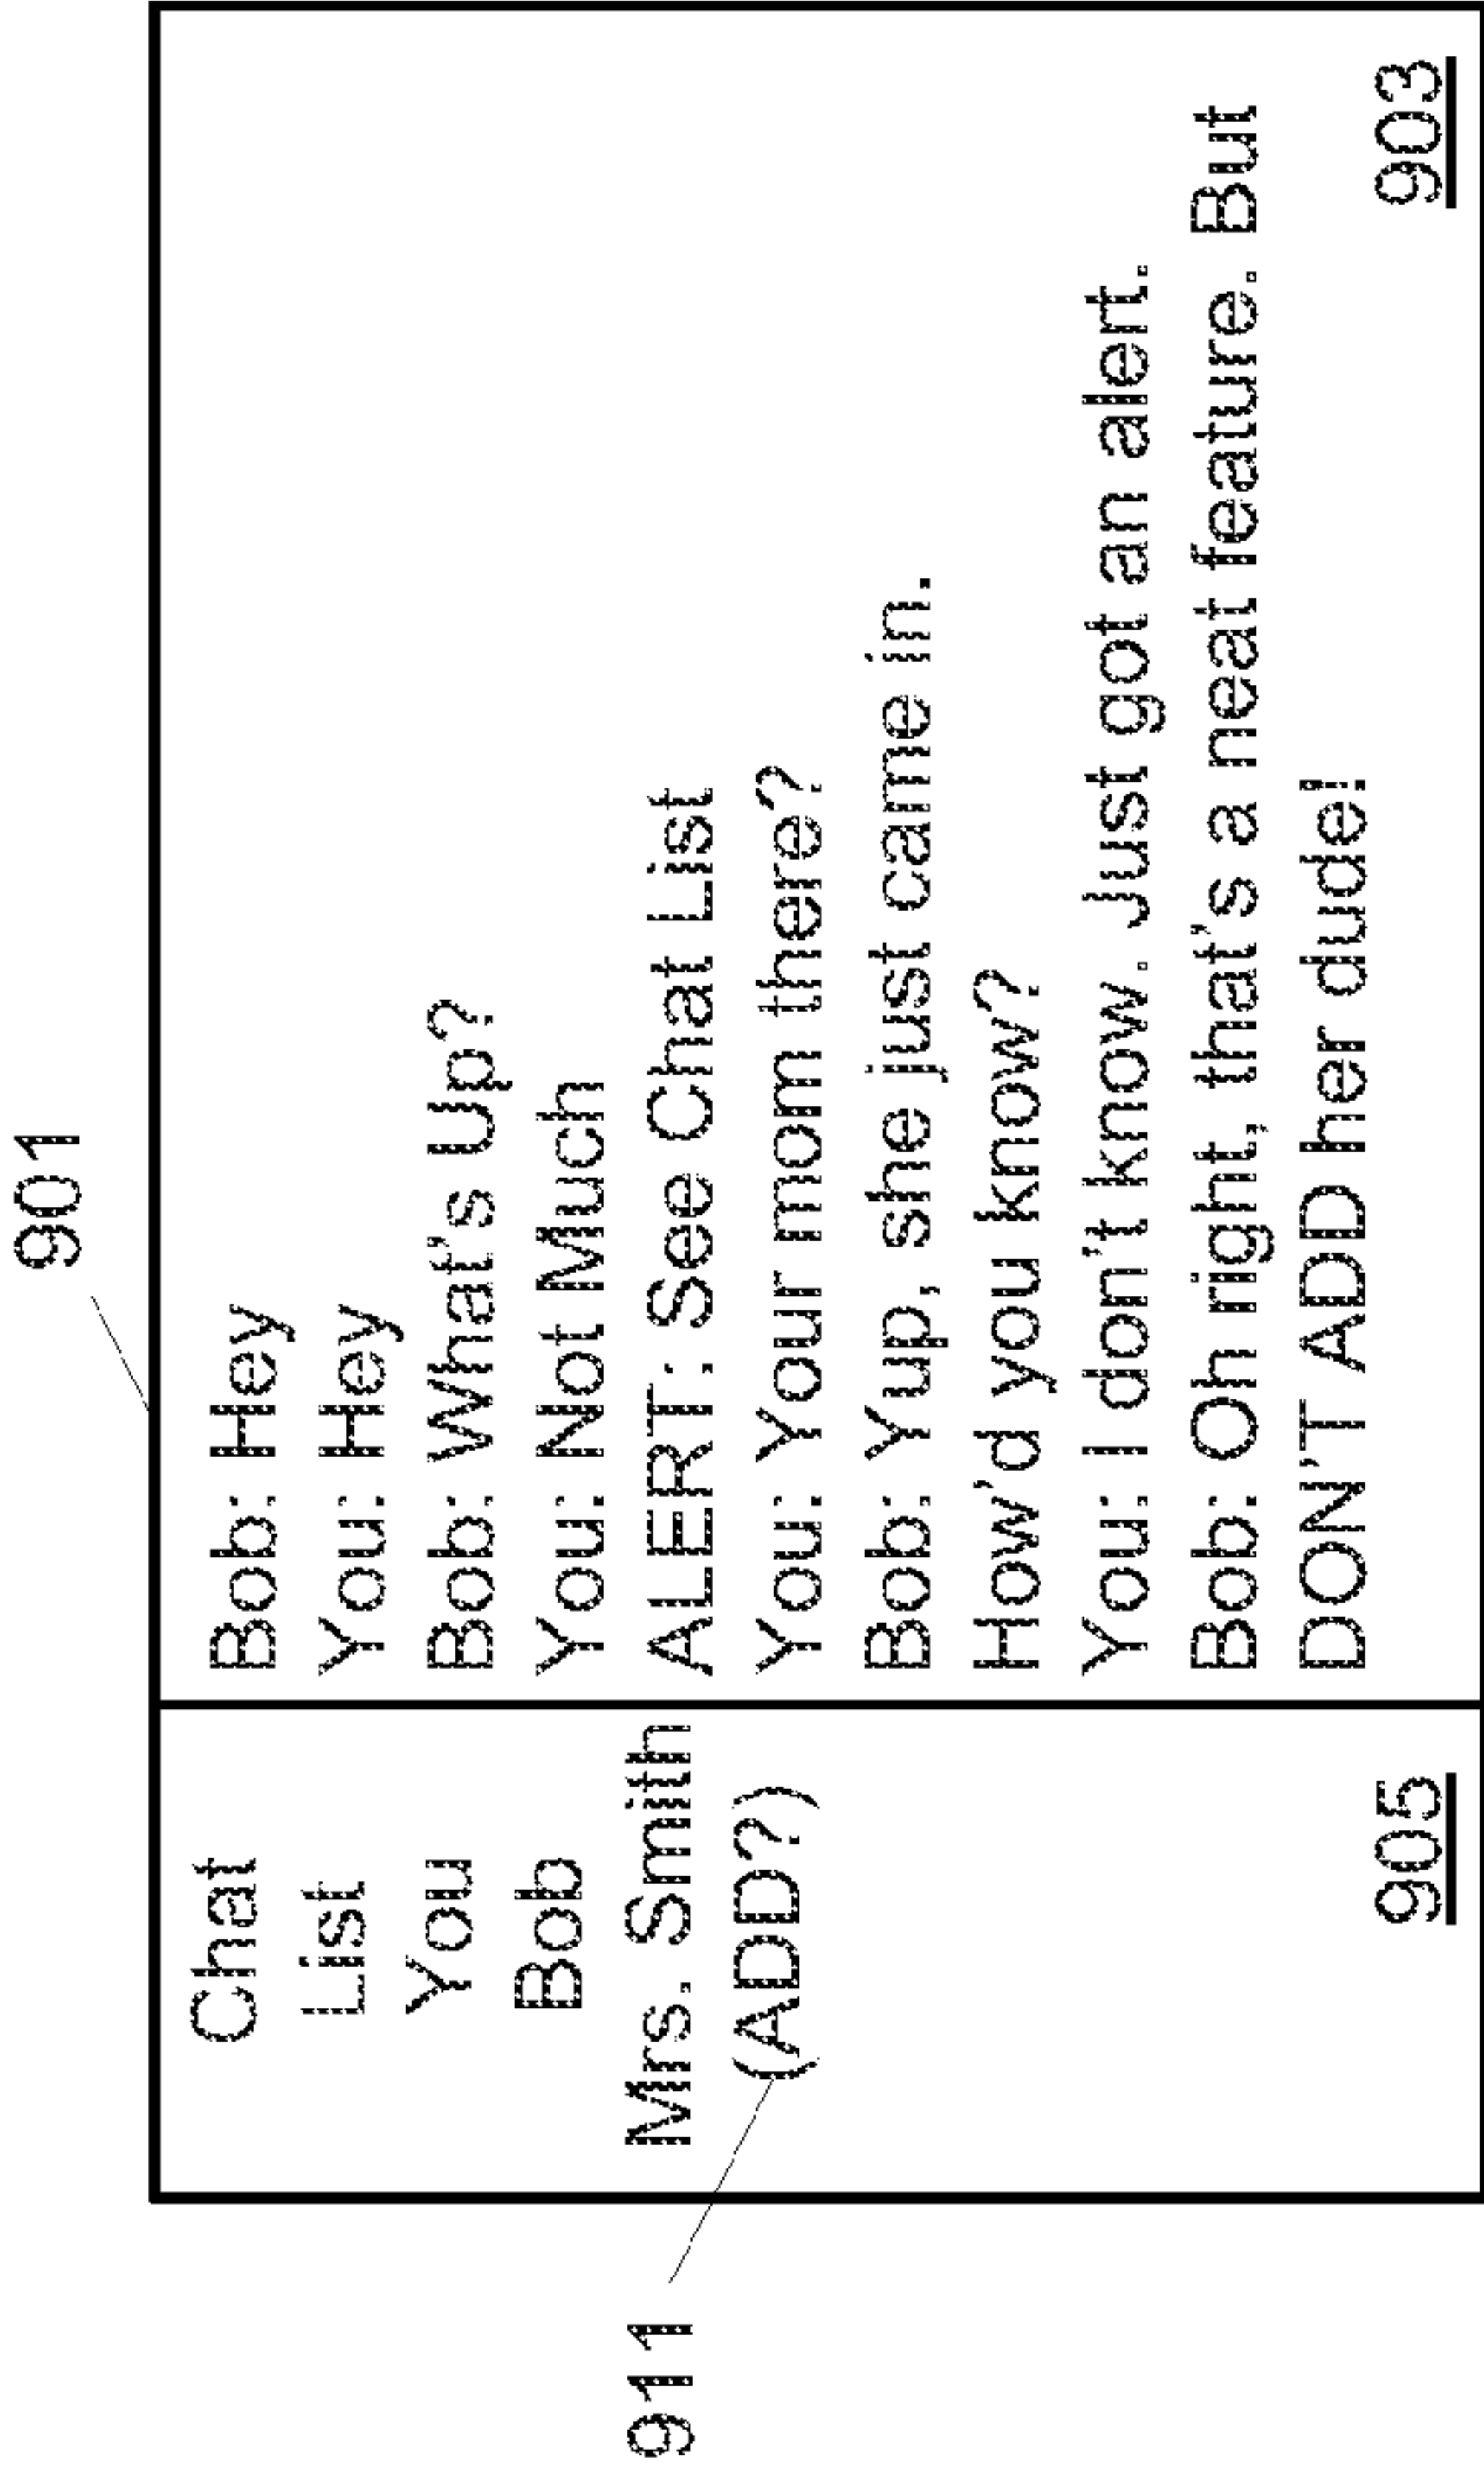 901
Chat
List
You
Bob
Mrs. Smith
(ADD?)
905
911
Bob: Hey
You: Hey
Bob: What's Up?
You: Not Much
ALERT: See Chat List
You: Your mom there?
Bob: Yup, she just came in.
How'd you know?
You: I don't know. Just got an alert.
Bob: Oh right, that's a neat feature. But
DON'T ADD her dude!
903